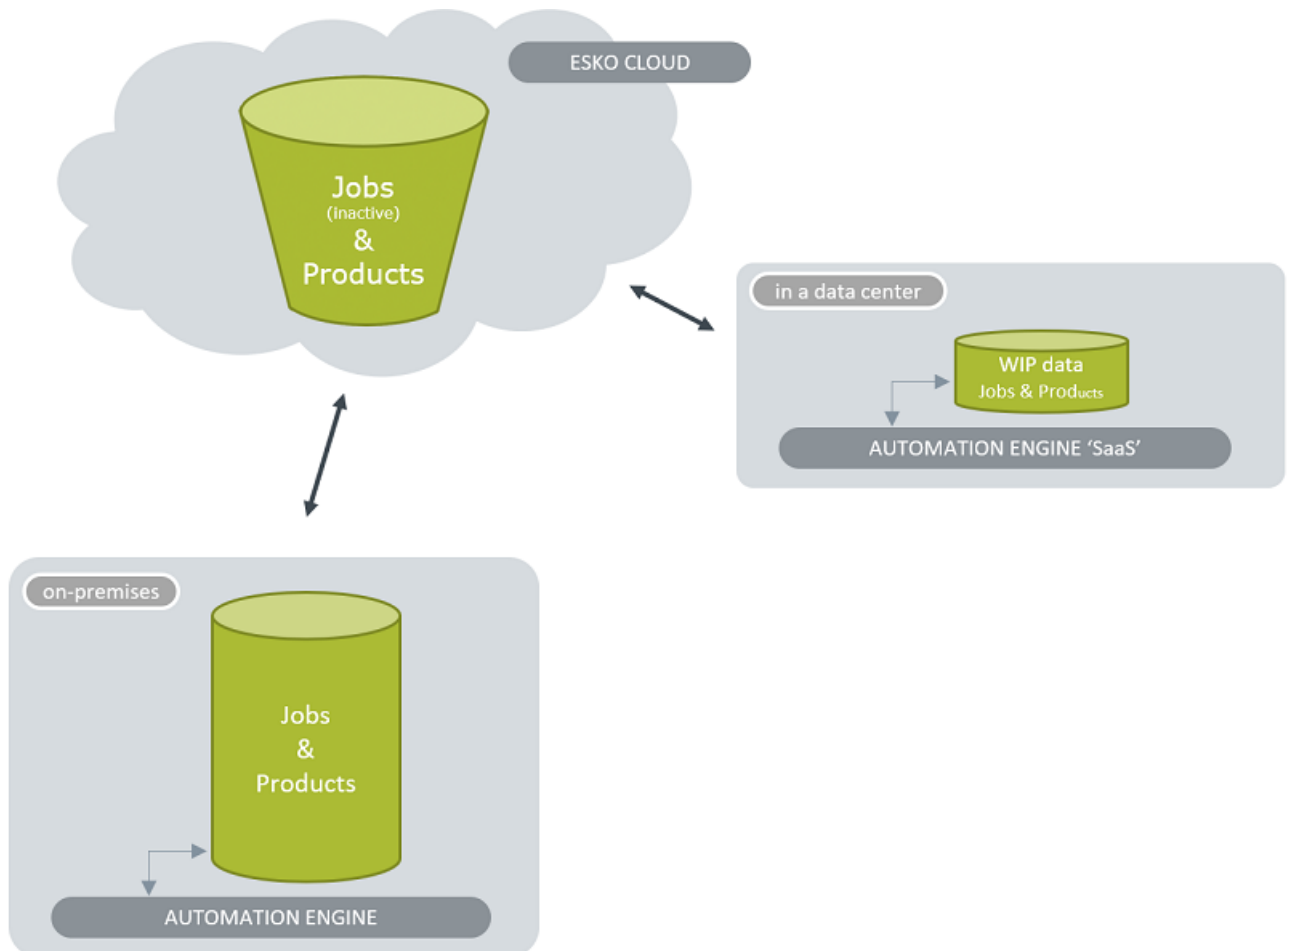 ESKO CLOUD
Jobs
(inactive)
&
Products
in a data center
WIP data
Jobs & Products
AUTOMATION ENGINE ‘SaaS’
on-premises
Jobs
&
Products
AUTOMATION ENGINE